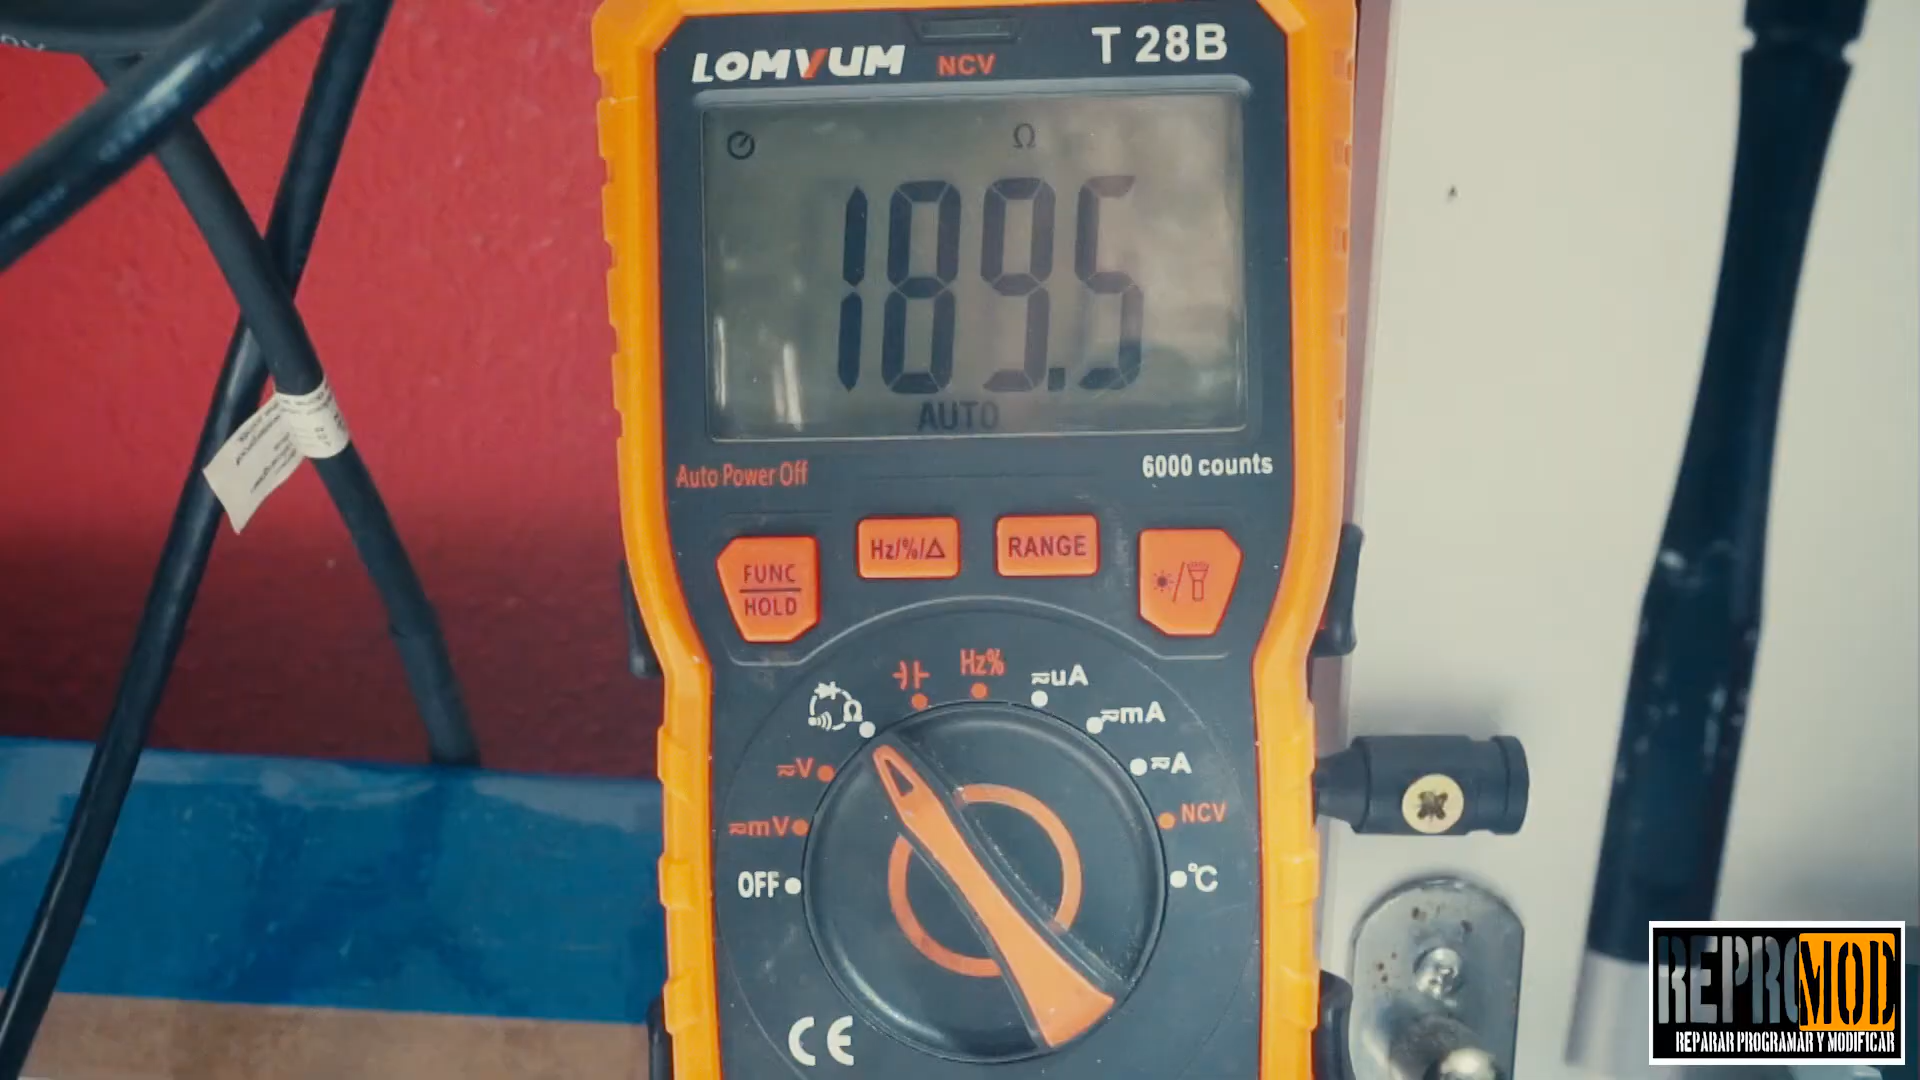 LOMVUM
NCV
T 28B
Ω
189.5
AUTO
Auto Power Off
6000 counts
FUNC
HOLD
Hz/%/Δ
RANGE
Hz%
uA
mA
Ω
V
A
mV
NCV
OFF
°C
CE
REPROMOD
REPARAR PROGRAMAR Y MODIFICAR